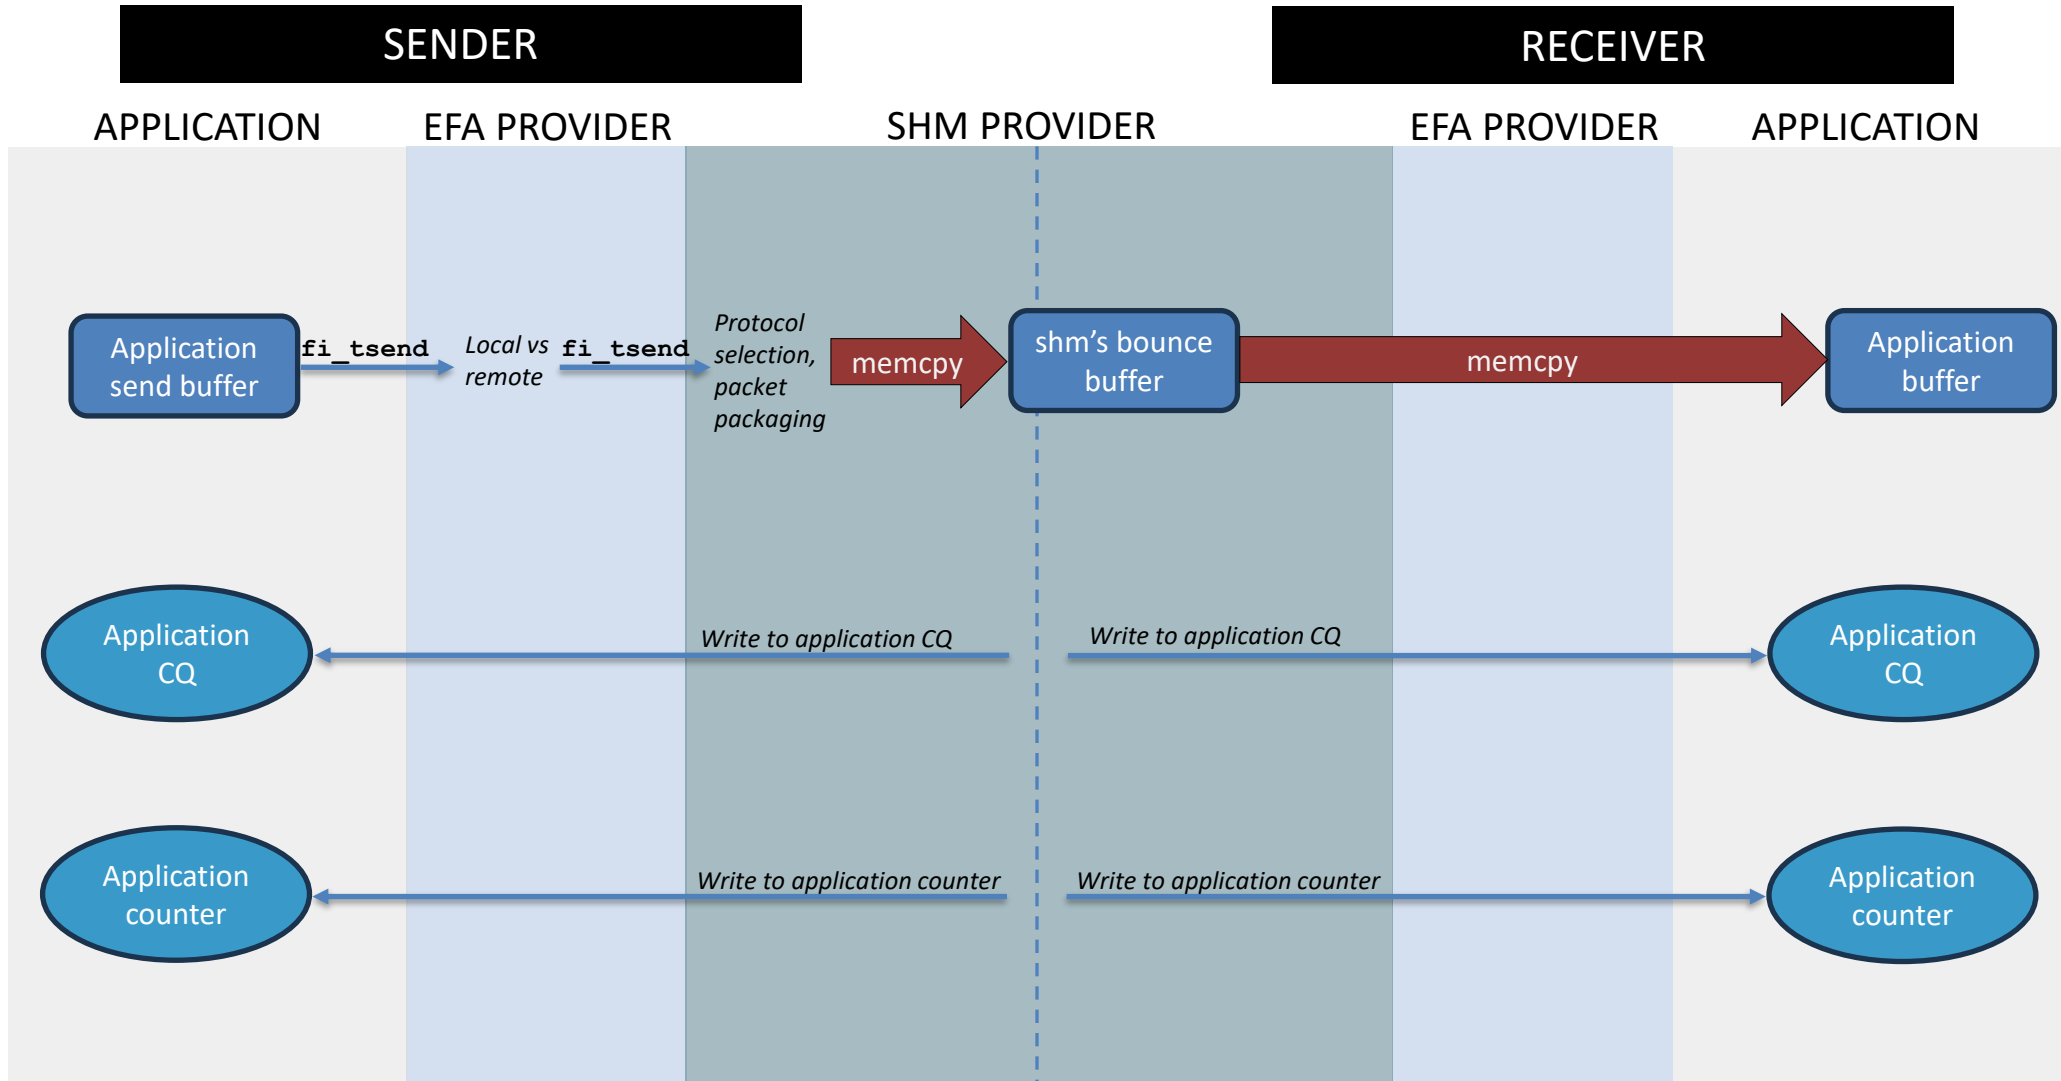 SENDER
RECEIVER
APPLICATION
EFA PROVIDER
SHM PROVIDER
EFA PROVIDER
APPLICATION
Application
send buffer
fi_tsend
Local vs
remote
fi_tsend
Protocol
selection,
packet
packaging
memcpy
shm's bounce
buffer
memcpy
Application
buffer
Application
CQ
Write to application CQ
Write to application CQ
Application
CQ
Application
counter
Write to application counter
Write to application counter
Application
counter